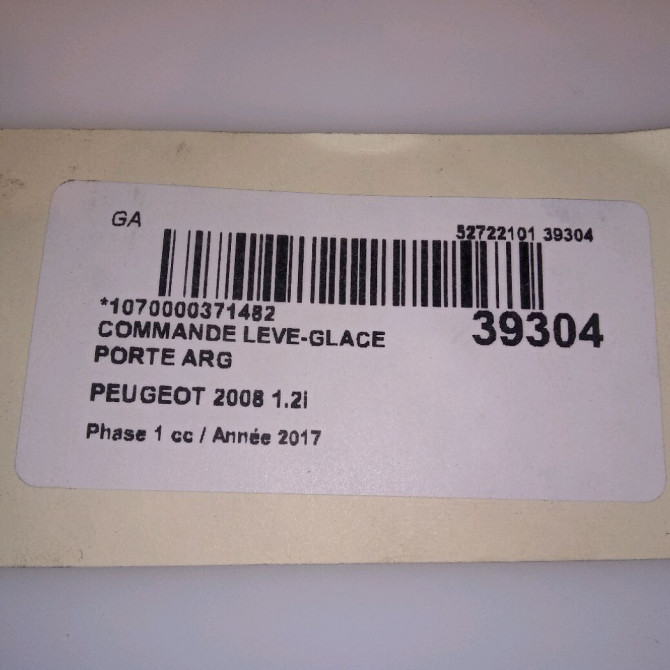 GA
52722101 39304
*1070000371482
39304
COMMANDE LEVE-GLACE
PORTE ARG
PEUGEOT 2008 1.2i
Phase 1 cc / Année 2017